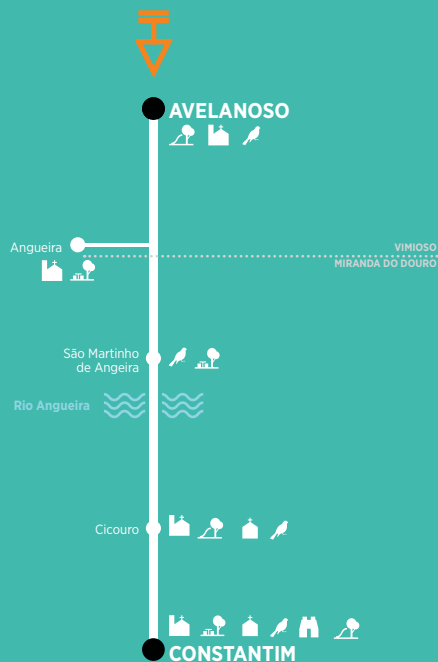 AVELANOSO
Angueira
VIMIOSO
MIRANDA DO DOURO
São Martinho
de Angeira
Rio Angueira
Cicouro
CONSTANTIM